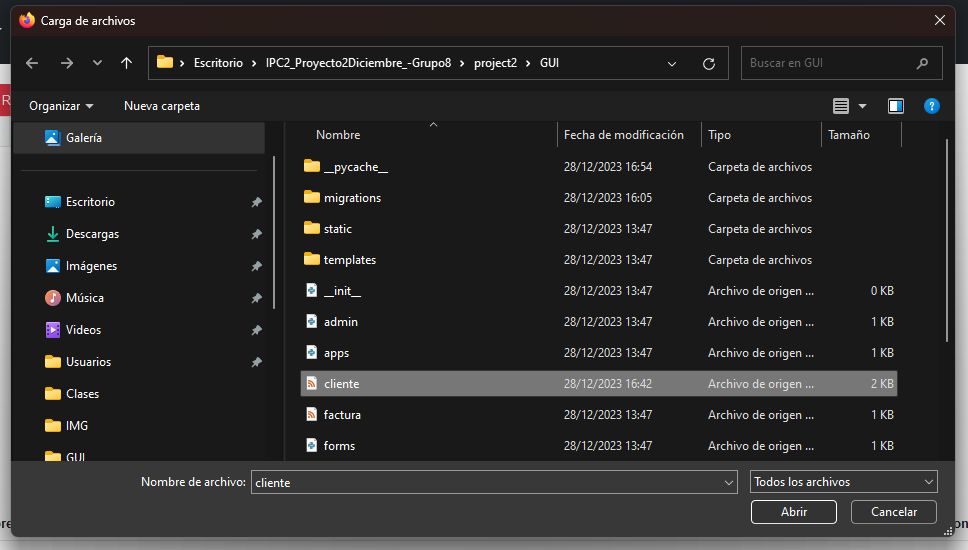 Carga de archivos
Escritorio IPC2_Proyecto2Diciembre_-Grupo8 project2 GUI
Buscar en GUI
Organizar Nueva carpeta
Galería
Escritorio
Descargas
Imágenes
Música
Videos
Usuarios
Clases
IMG
GUI
Nombre Fecha de modificación Tipo Tamaño
__pycache__ 28/12/2023 16:54 Carpeta de archivos
migrations 28/12/2023 16:05 Carpeta de archivos
static 28/12/2023 13:47 Carpeta de archivos
templates 28/12/2023 13:47 Carpeta de archivos
__init__ 28/12/2023 13:47 Archivo de origen ... 0 KB
admin 28/12/2023 13:47 Archivo de origen ... 1 KB
apps 28/12/2023 13:47 Archivo de origen ... 1 KB
cliente 28/12/2023 16:42 Archivo de origen ... 2 KB
factura 28/12/2023 13:47 Archivo de origen ... 1 KB
forms 28/12/2023 13:47 Archivo de origen ... 1 KB
Nombre de archivo: cliente Todos los archivos
Abrir Cancelar